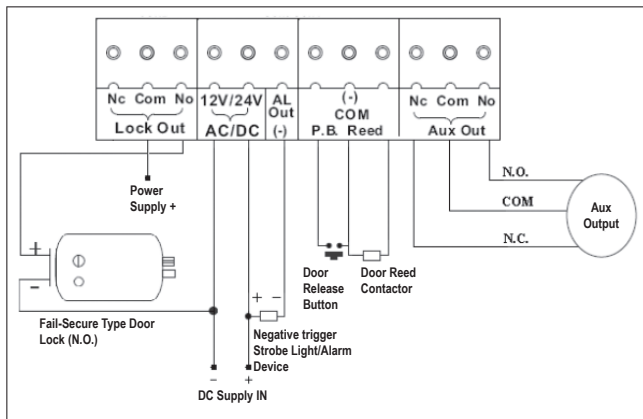 Nc Com No
Lock Out
12V/24V
AC/DC
AL
Out
(-)
(-)
COM
P.B. Reed
Nc Com No
Aux Out
Power
Supply +
N.O.
COM
N.C.
Aux
Output
+
−
Door
Release
Button
Door Reed
Contactor
+ −
Fail-Secure Type Door
Lock (N.O.)
Negative trigger
Strobe Light/Alarm
Device
− +
DC Supply IN